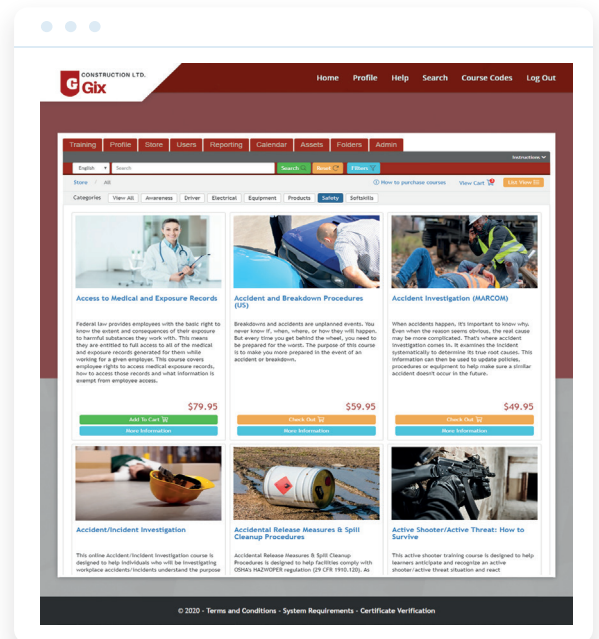 CONSTRUCTION LTD.
G Gix
Home Profile Help Search Course Codes Log Out
Training Profile Store Users Reporting Calendar Assets Folders Admin
Instructions
English Search Search Reset Filters
Store / All How to purchase courses View Cart List View
Categories View All Awareness Driver Electrical Equipment Products Safety Softskills
Access to Medical and Exposure Records
Federal law provides employees with the basic right to
know the extent and consequences of their exposure
to harmful substances they work with. This means
they are entitled to full access to all of the medical
and exposure records generated for them while
working for a given employer. This course covers
employee rights to access medical exposure records,
how to access those records and what information is
exempt from employee access.
$79.95
Add To Cart
More Information
Accident and Breakdown Procedures
(US)
Breakdowns and accidents are unplanned events. You
never know if, when, where, or how they will happen.
But every time you get behind the wheel, you need to
be prepared for the worst. The purpose of this course
is to make you more prepared in the event of an
accident or breakdown.
$59.95
Check Out
More Information
Accident Investigation (MARCOM)
When accidents happen, it's important to know why.
Even when the reason seems obvious, the real cause
may be more complicated. That's where accident
investigation comes in. It examines the incident
systematically to determine its true root causes. This
information can then be used to update policies,
procedures or equipment to help make sure a similar
accident doesn't occur in the future.
$49.95
Check Out
More Information
Accident/Incident Investigation
This online Accident/Incident Investigation course is
designed to help individuals who will be investigating
workplace accidents/incidents understand the purpose
Accidental Release Measures & Spill
Cleanup Procedures
Accidental Release Measures & Spill Cleanup
Procedures is designed to help facilities comply with
OSHA's HAZWOPER regulation (29 CFR 1910.120). As
Active Shooter/Active Threat: How to
Survive
This active shooter training course is designed to help
learners anticipate and recognize an active
shooter/active threat situation and react
© 2020 - Terms and Conditions - System Requirements - Certificate Verification